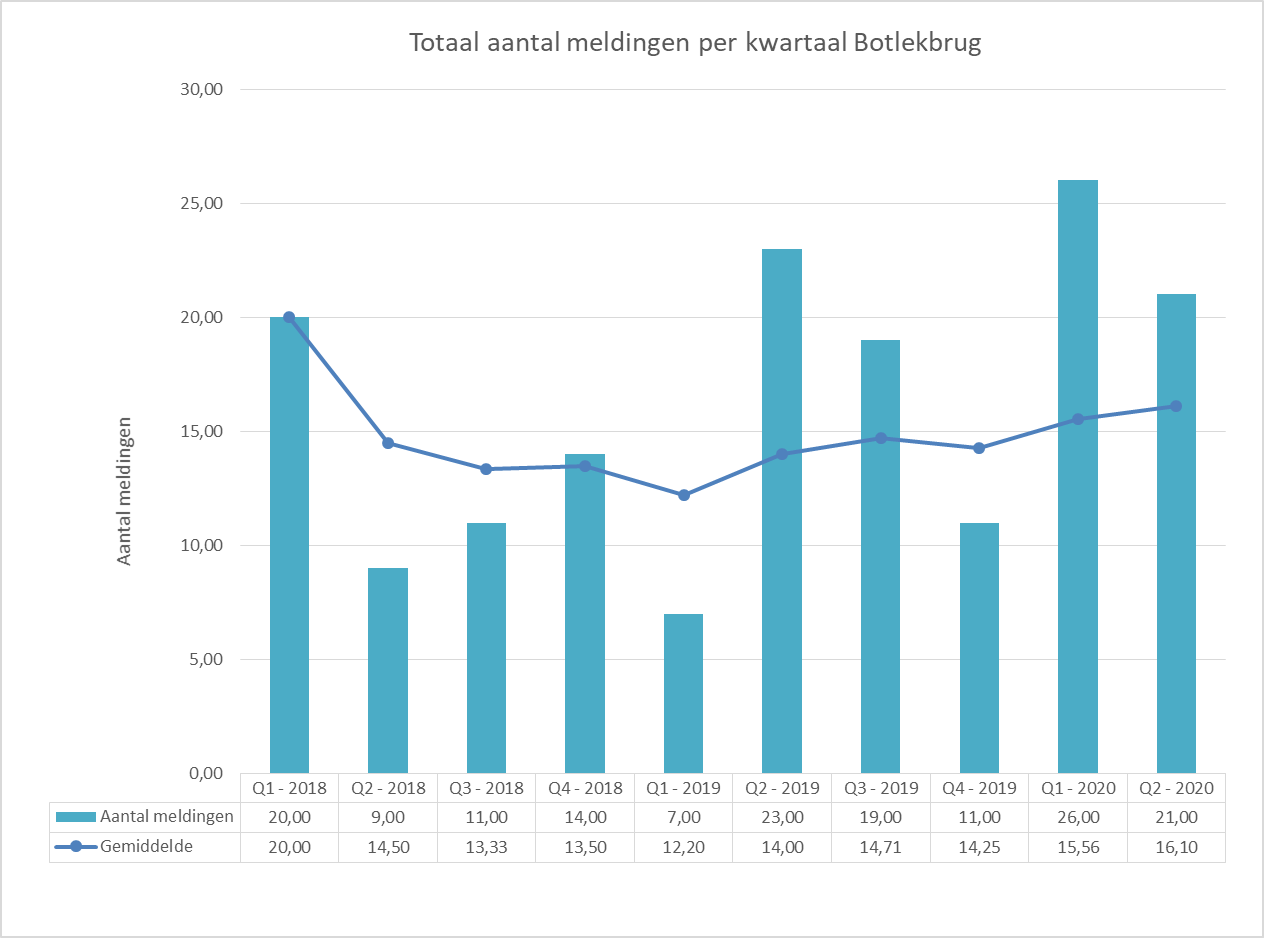 Totaal aantal meldingen per kwartaal Botlekbrug
30,00
25,00
20,00
15,00
10,00
5,00
0,00
Aantal meldingen
Q1 - 2018 Q2 - 2018 Q3 - 2018 Q4 - 2018 Q1 - 2019 Q2 - 2019 Q3 - 2019 Q4 - 2019 Q1 - 2020 Q2 - 2020
Aantal meldingen 20,00 9,00 11,00 14,00 7,00 23,00 19,00 11,00 26,00 21,00
Gemiddelde 20,00 14,50 13,33 13,50 12,20 14,00 14,71 14,25 15,56 16,10